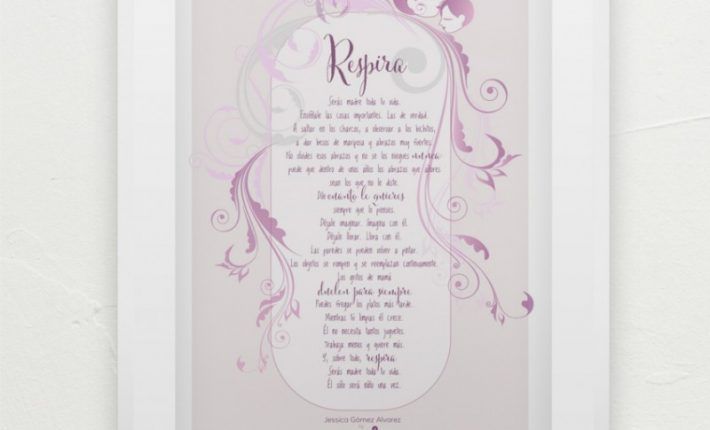 Respira
Serás madre toda tu vida.
Enséñale las cosas importantes. Las de verdad.
A saltar en los charcos, a observar a los bichitos,
a dar besos de mariposa y abrazos muy fuertes.
No olvides esos abrazos y no se los niegues nunca
puede que dentro de unos años los abrazos que añores
sean los que no le diste.
Dile cuánto le quieres
siempre que lo pienses.
Déjale imaginar. Imagina con él.
Déjale llorar. Llora con él.
Las paredes se pueden volver a pintar.
Los objetos se rompen y se reemplazan continuamente.
Los gritos de mamá
duelen para siempre
Puedes fregar los platos más tarde.
Mientras tú limpias él crece.
Él no necesita tantos juguetes.
Trabaja menos y quiere más.
Y, sobre todo, respira.
Serás madre toda tu vida.
Él sólo será niño una vez.
Jessica Gómez Alvarez